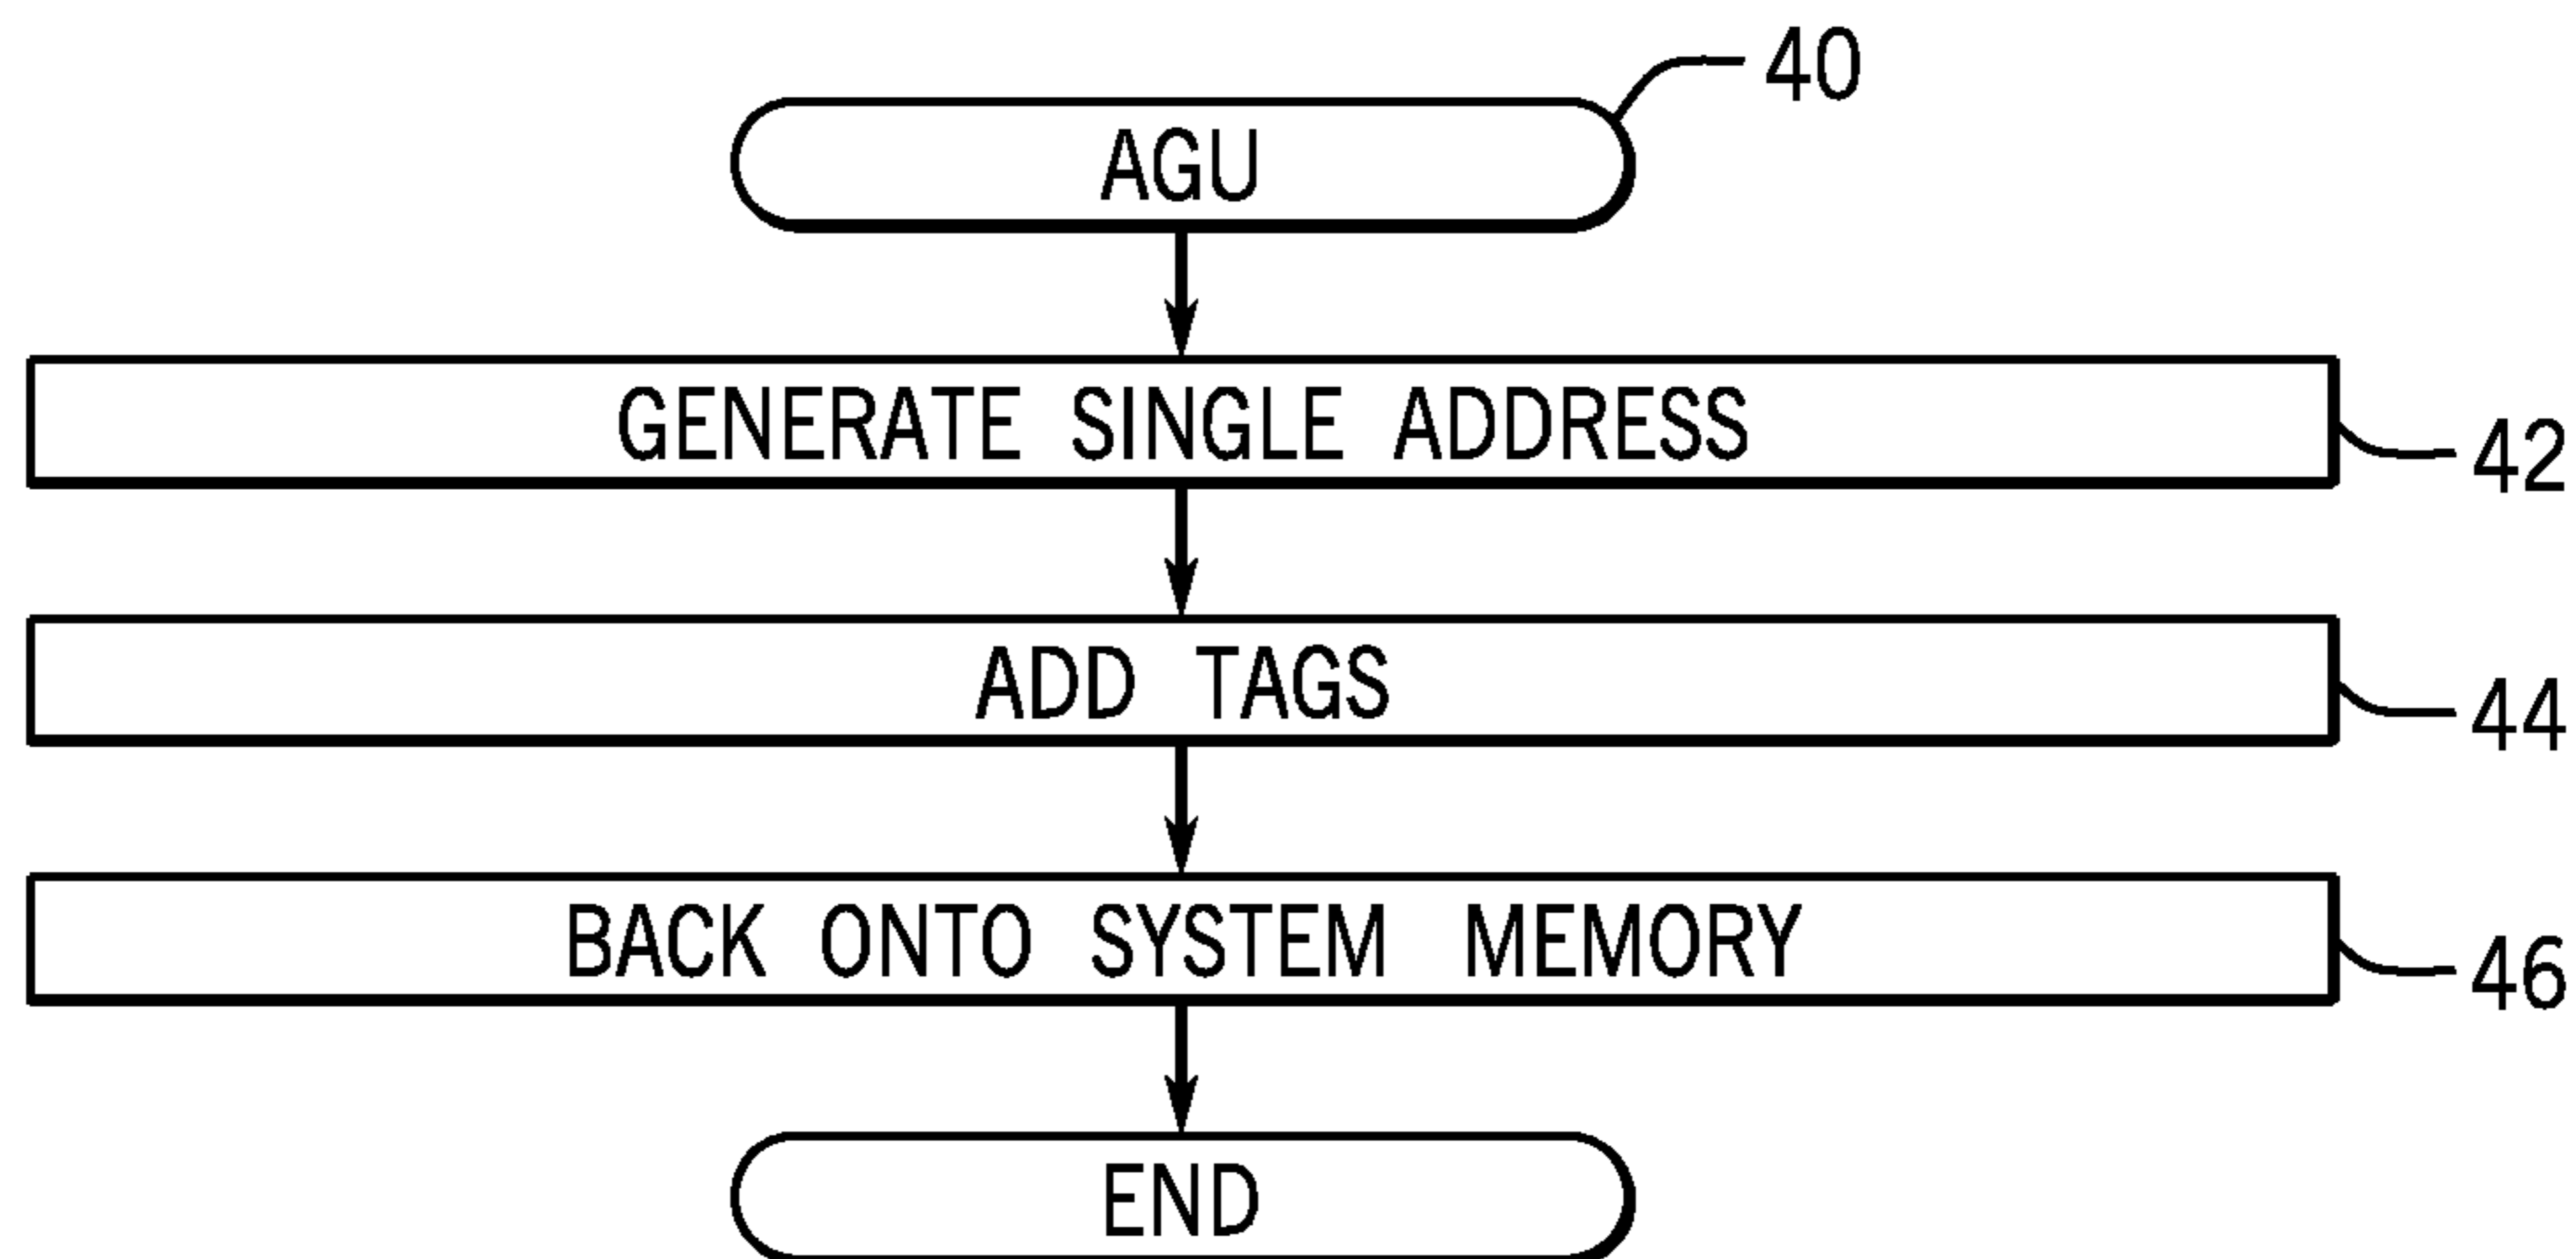 40
AGU
GENERATE SINGLE ADDRESS
42
ADD TAGS
44
BACK ONTO SYSTEM MEMORY
46
END